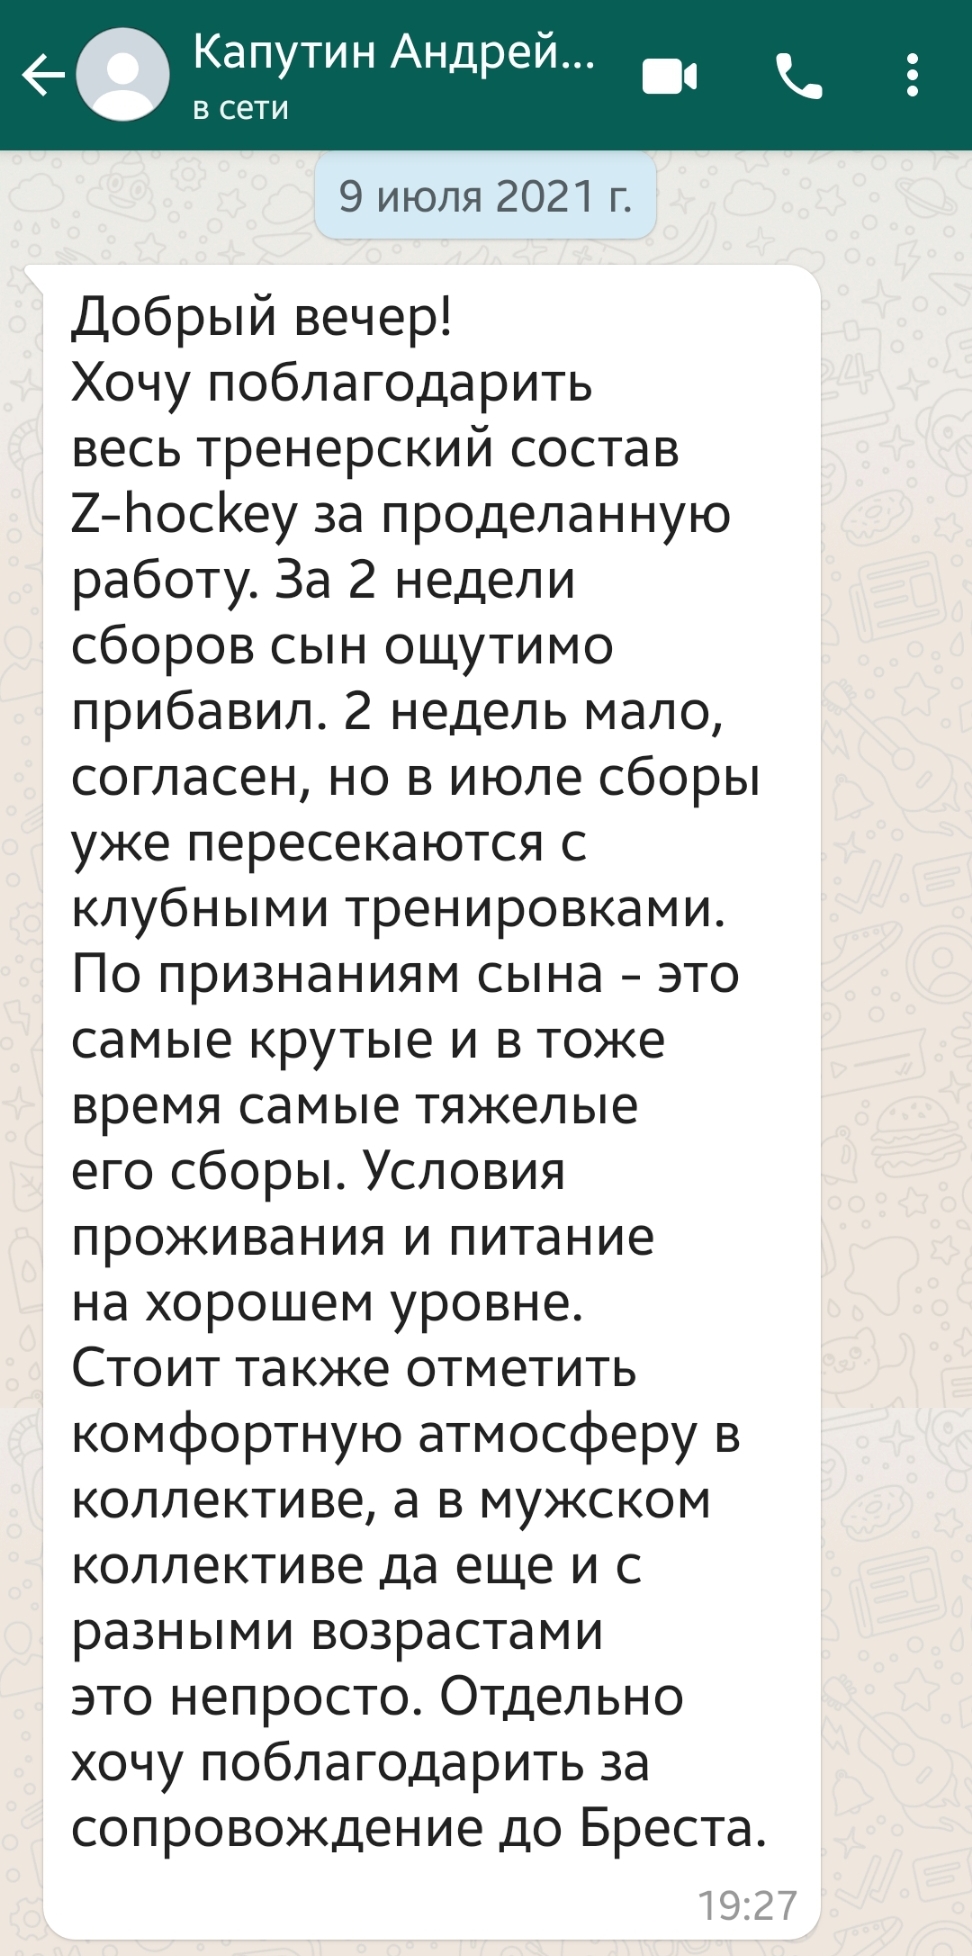 Капутин Андрей...
в сети
9 июля 2021 г.
Добрый вечер!
Хочу поблагодарить
весь тренерский состав
Z-hockey за проделанную
работу. За 2 недели
сборов сын ощутимо
прибавил. 2 недель мало,
согласен, но в июле сборы
уже пересекаются с
клубными тренировками.
По признаниям сына - это
самые крутые и в тоже
время самые тяжелые
его сборы. Условия
проживания и питание
на хорошем уровне.
Стоит также отметить
комфортную атмосферу в
коллективе, а в мужском
коллективе да еще и с
разными возрастами
это непросто. Отдельно
хочу поблагодарить за
сопровождение до Бреста.
19:27